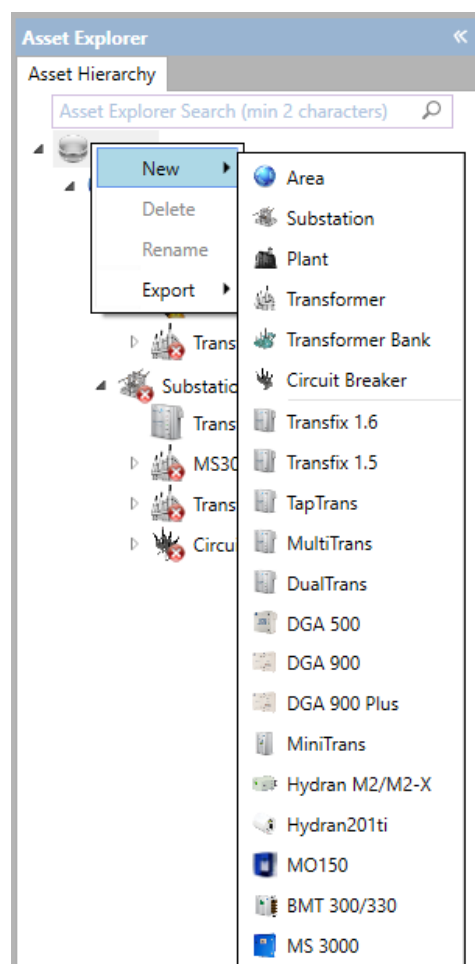 Asset Explorer
Asset Hierarchy
Asset Explorer Search (min 2 characters)
New
Delete
Rename
Export
Trans
Substatio
Trans
MS30
Trans
Circu
Area
Substation
Plant
Transformer
Transformer Bank
Circuit Breaker
Transfix 1.6
Transfix 1.5
TapTrans
MultiTrans
DualTrans
DGA 500
DGA 900
DGA 900 Plus
MiniTrans
Hydran M2/M2-X
Hydran201ti
MO150
BMT 300/330
MS 3000